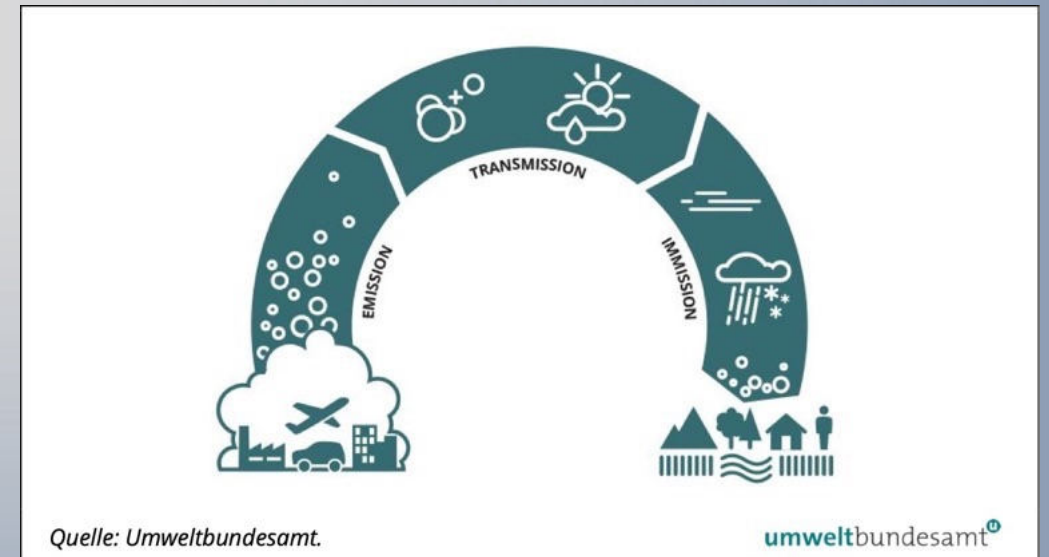 TRANSMISSION
EMISSION
IMMISSION
Quelle: Umweltbundesamt.
umweltbundesamt